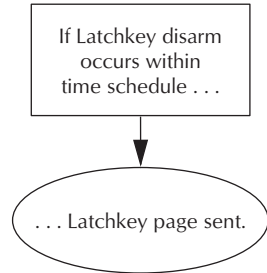 If Latchkey disarm
occurs within
time schedule . . .
. . . Latchkey page sent.